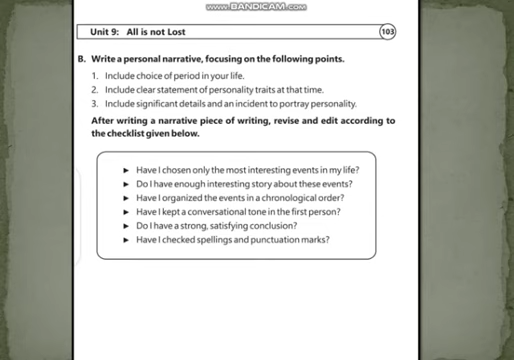 www.BANDICAM.com
Unit 9: All is not Lost
103
B. Write a personal narrative, focusing on the following points.
1. Include choice of period in your life.
2. Include clear statement of personality traits at that time.
3. Include significant details and an incident to portray personality.
After writing a narrative piece of writing, revise and edit according to
the checklist given below.
► Have I chosen only the most interesting events in my life?
► Do I have enough interesting story about these events?
► Have I organized the events in a chronological order?
► Have I kept a conversational tone in the first person?
► Do I have a strong, satisfying conclusion?
► Have I checked spellings and punctuation marks?